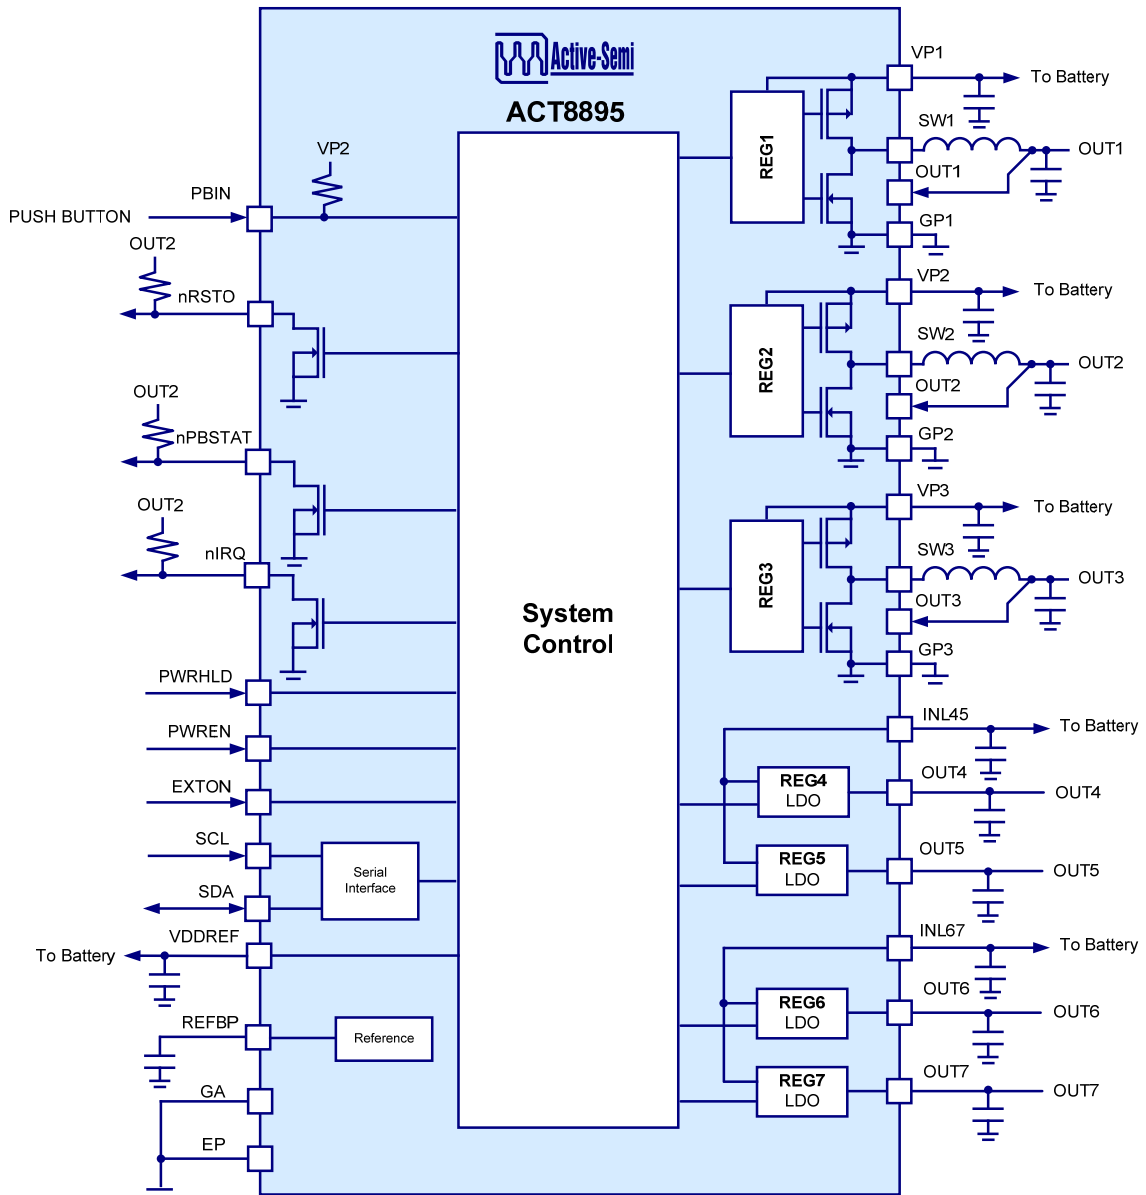 Active-Semi
ACT8895
VP2
PBIN
PUSH BUTTON
OUT2
nRSTO
OUT2
nPBSTAT
OUT2
nIRQ
PWRHLD
PWREN
EXTON
SCL
SDA
Serial
Interface
VDDREF
To Battery
REFBP
Reference
GA
EP
System
Control
REG1
VP1
To Battery
SW1
OUT1
OUT1
GP1
REG2
VP2
To Battery
SW2
OUT2
OUT2
GP2
REG3
VP3
To Battery
SW3
OUT3
OUT3
GP3
INL45
To Battery
REG4
LDO
OUT4
OUT4
REG5
LDO
OUT5
OUT5
INL67
To Battery
REG6
LDO
OUT6
OUT6
REG7
LDO
OUT7
OUT7